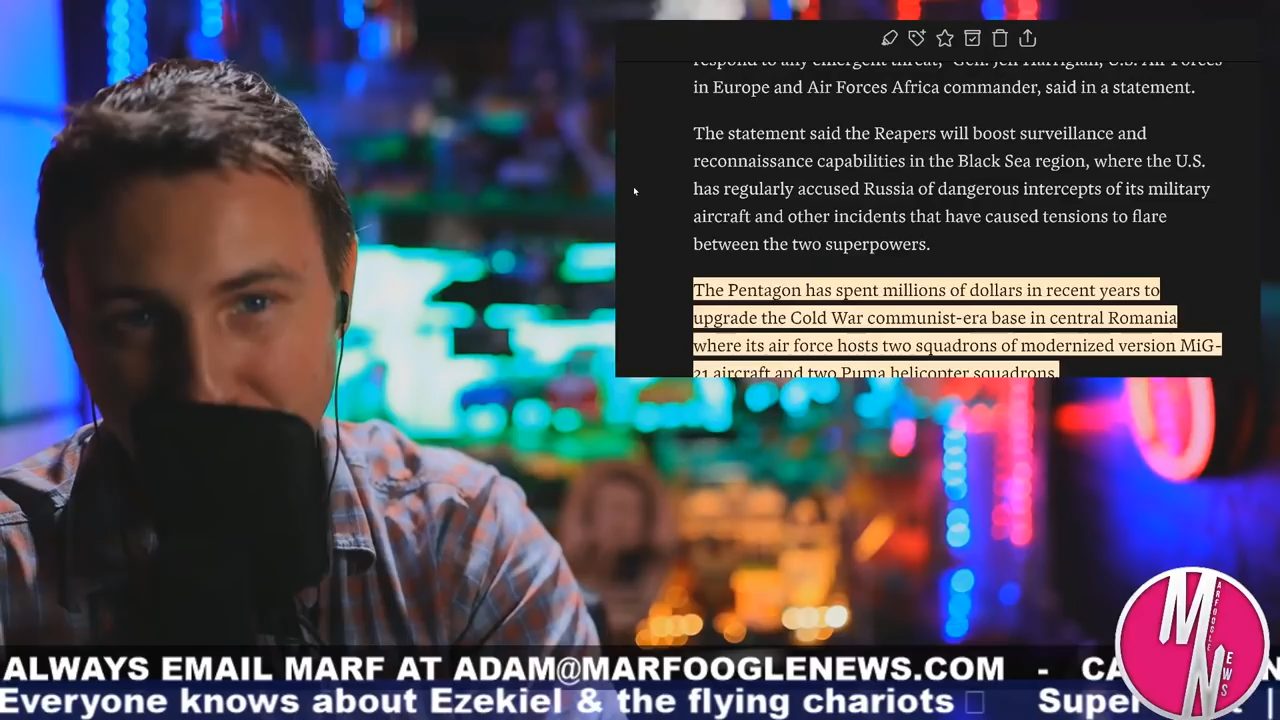 respond to any emergent threat," Gen. Jeff Harrigian, U.S. Air Forces
in Europe and Air Forces Africa commander, said in a statement.
The statement said the Reapers will boost surveillance and
reconnaissance capabilities in the Black Sea region, where the U.S.
has regularly accused Russia of dangerous intercepts of its military
aircraft and other incidents that have caused tensions to flare
between the two superpowers.
The Pentagon has spent millions of dollars in recent years to
upgrade the Cold War communist-era base in central Romania
where its air force hosts two squadrons of modernized version MiG-
21 aircraft and two Puma helicopter squadrons.
MARFOOGLE
NEWS
ALWAYS EMAIL MARF AT ADAM@MARFOOGLENEWS.COM - CA
Everyone knows about Ezekiel & the flying chariots Super